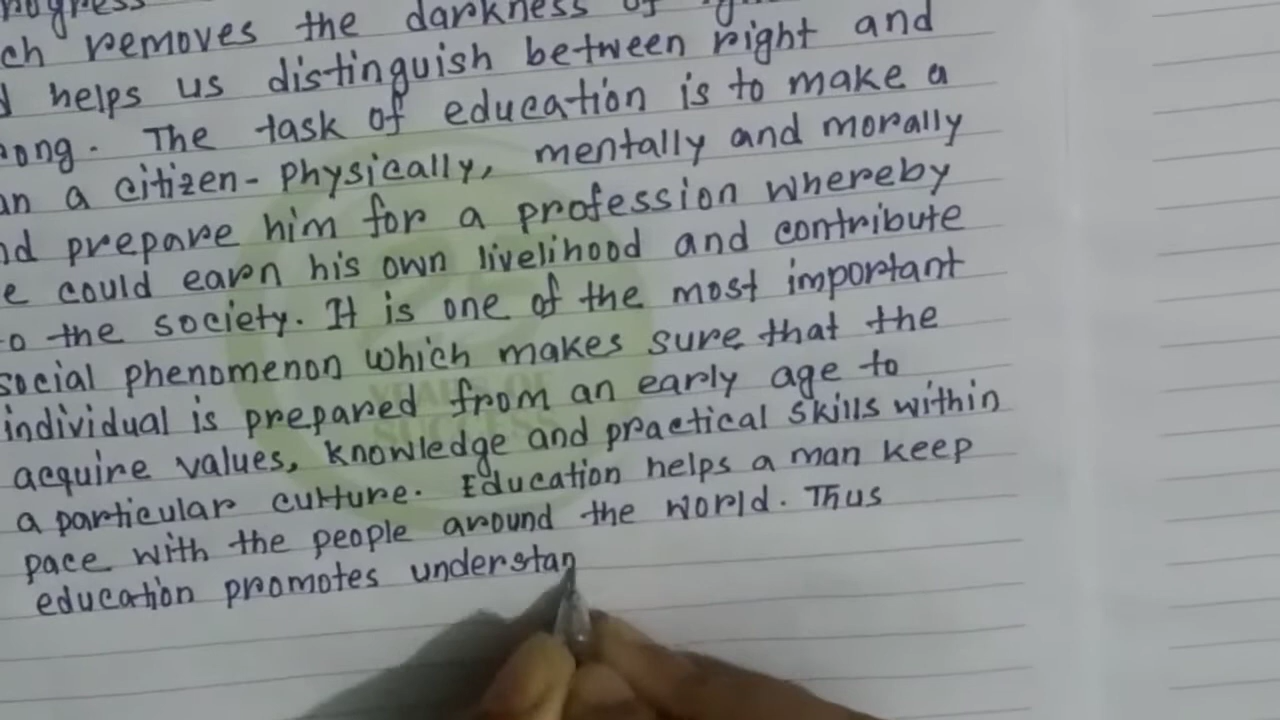 removes the darkness of
helps us distinguish between right and
The task of education is to make a
a citizen - physically, mentally and morally
prepare him for a profession whereby
could earn his own livelihood and contribute
the society. It is one of the most important
social phenomenon which makes sure that the
individual is prepared from an early age to
acquire values, knowledge and practical skills within
a particular culture. Education helps a man keep
pace with the people around the world. Thus
education promotes understan